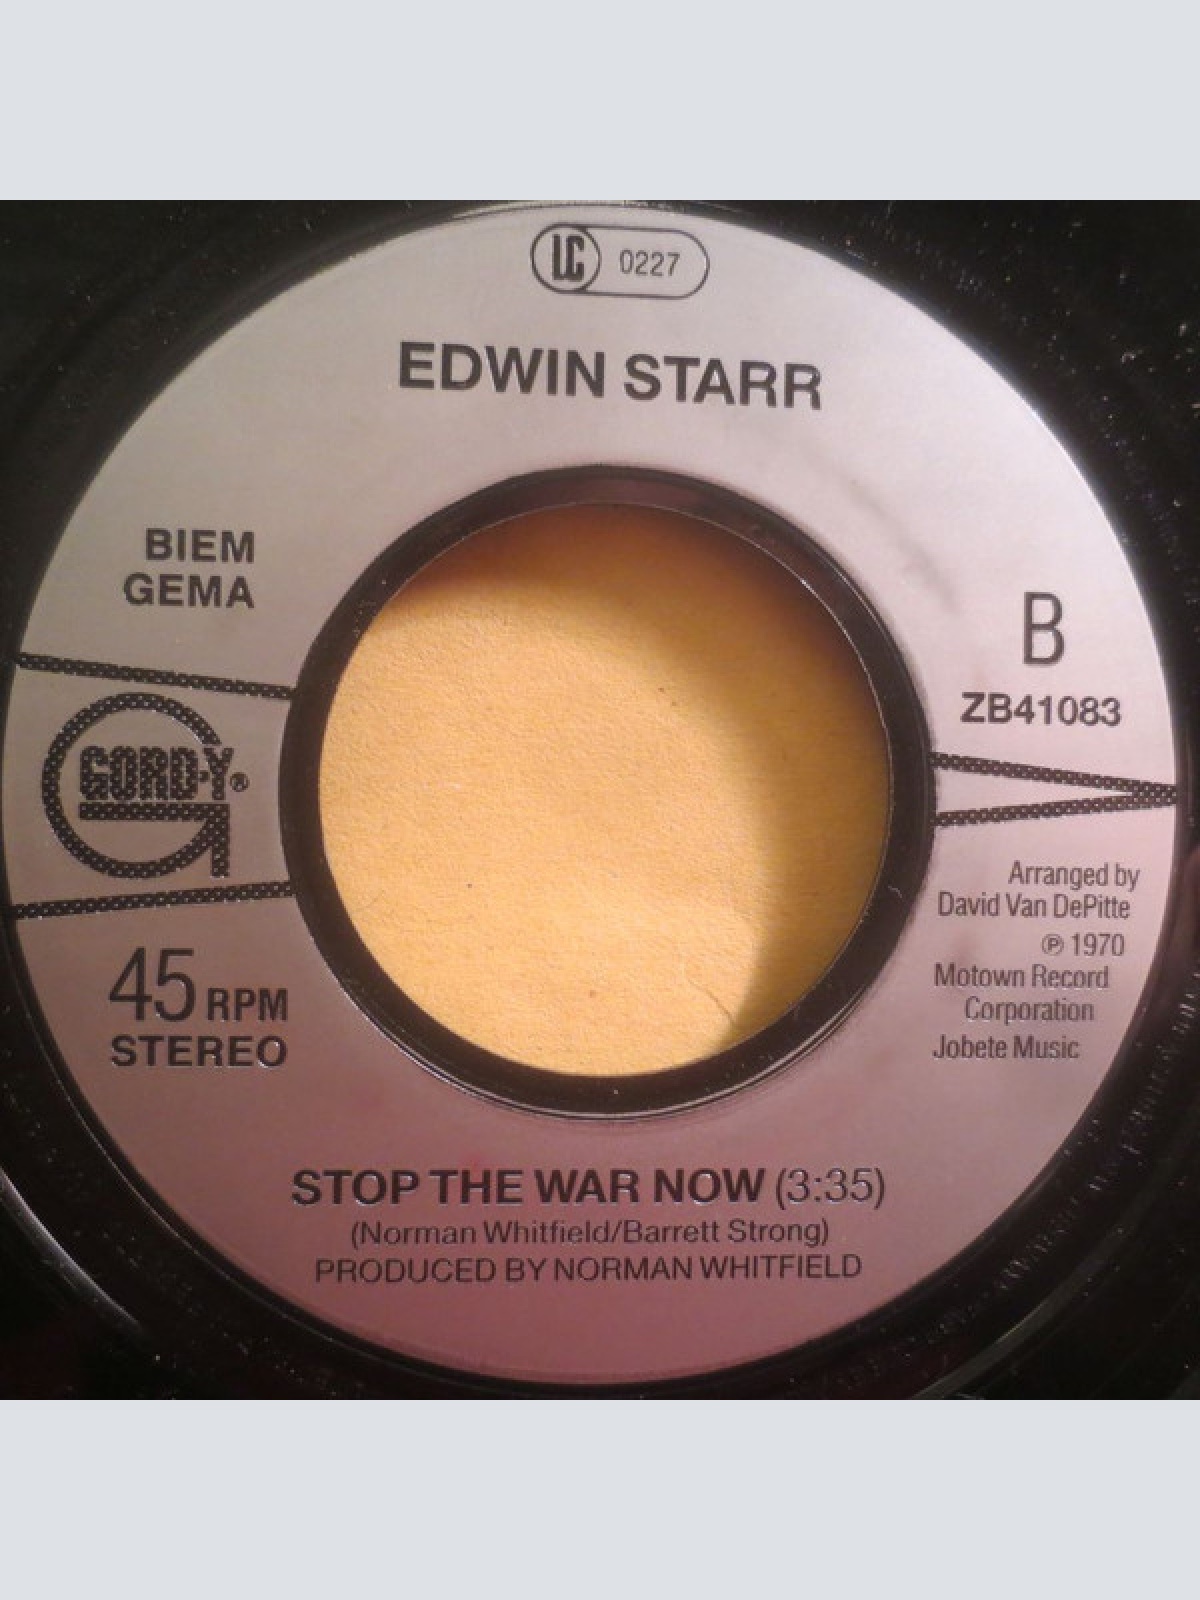 LC 0227
EDWIN STARR
BIEM
GEMA
B
ZB41083
GORDY®
45 RPM
STEREO
Arranged by
David Van DePitte
℗ 1970
Motown Record
Corporation
Jobete Music
STOP THE WAR NOW (3:35)
(Norman Whitfield/Barrett Strong)
PRODUCED BY NORMAN WHITFIELD